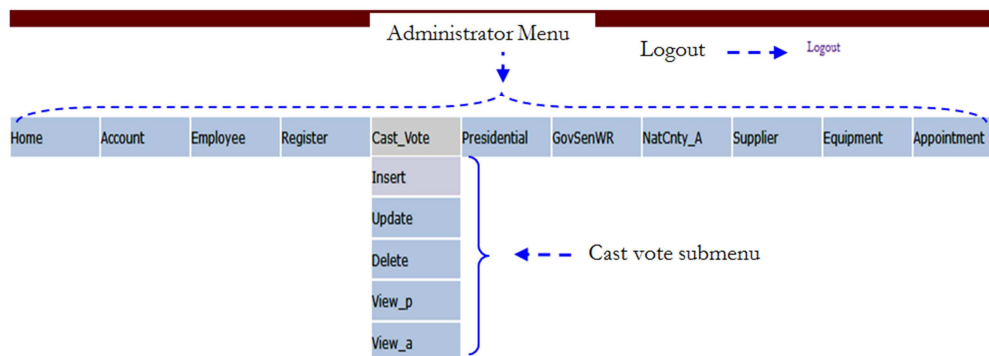 Administrator Menu
Logout
Logout
Home Account Employee Register Cast_Vote Presidential GovSenWR NatCnty_A Supplier Equipment Appointment
Insert
Update
Delete
View_p
View_a
Cast vote submenu